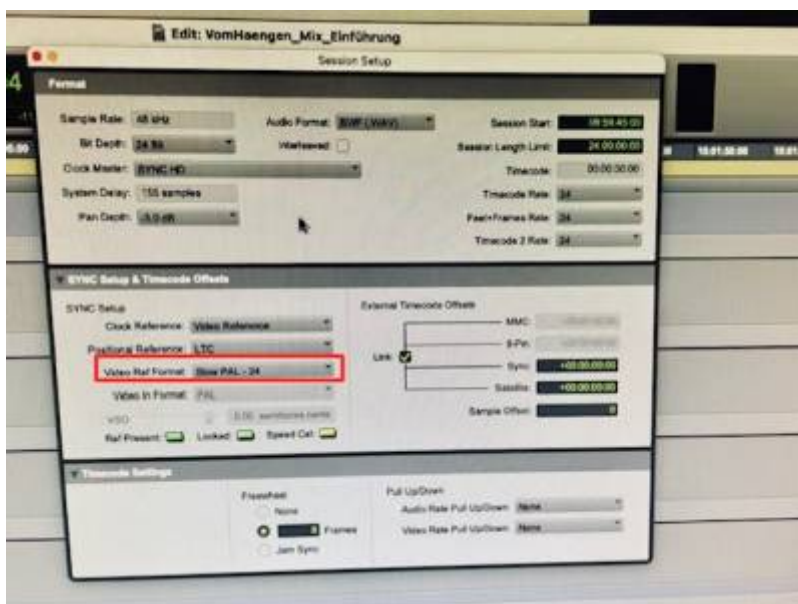 Edit: VomHaengen_Mix_Einführung
Session Setup
Format
Sample Rate: 48 kHz
Audio Format: BWF (.WAV)
Session Start: 09:59:45:00
Bit Depth: 24 Bit
Interleaved:
Session Length Limit: 24:00:00:00
Clock Master: SYNC HD
Timecode: 00:00:00:00
System Delay: 155 samples
Timecode Rate: 24
Pan Depth: -3.0 dB
Feet+Frames Rate: 24
Timecode 2 Rate: 24
SYNC Setup & Timecode Offsets
SYNC Setup
External Timecode Offsets
Clock Reference: Video Reference
MMC:
Positional Reference: LTC
9-Pin:
Link:
Video Ref Format: Slow PAL - 24
Sync: +00:00:00:00
Video In Format: PAL
Satellite: +00:00:00:00
VSO:
0.00
Sample Offset: 0
Ref Present:
Locked:
Speed Cal:
Timecode Settings
Freewheel
Pull Up/Down
None
Audio Rate Pull Up/Down: None
Frames
Video Rate Pull Up/Down: None
Jam Sync